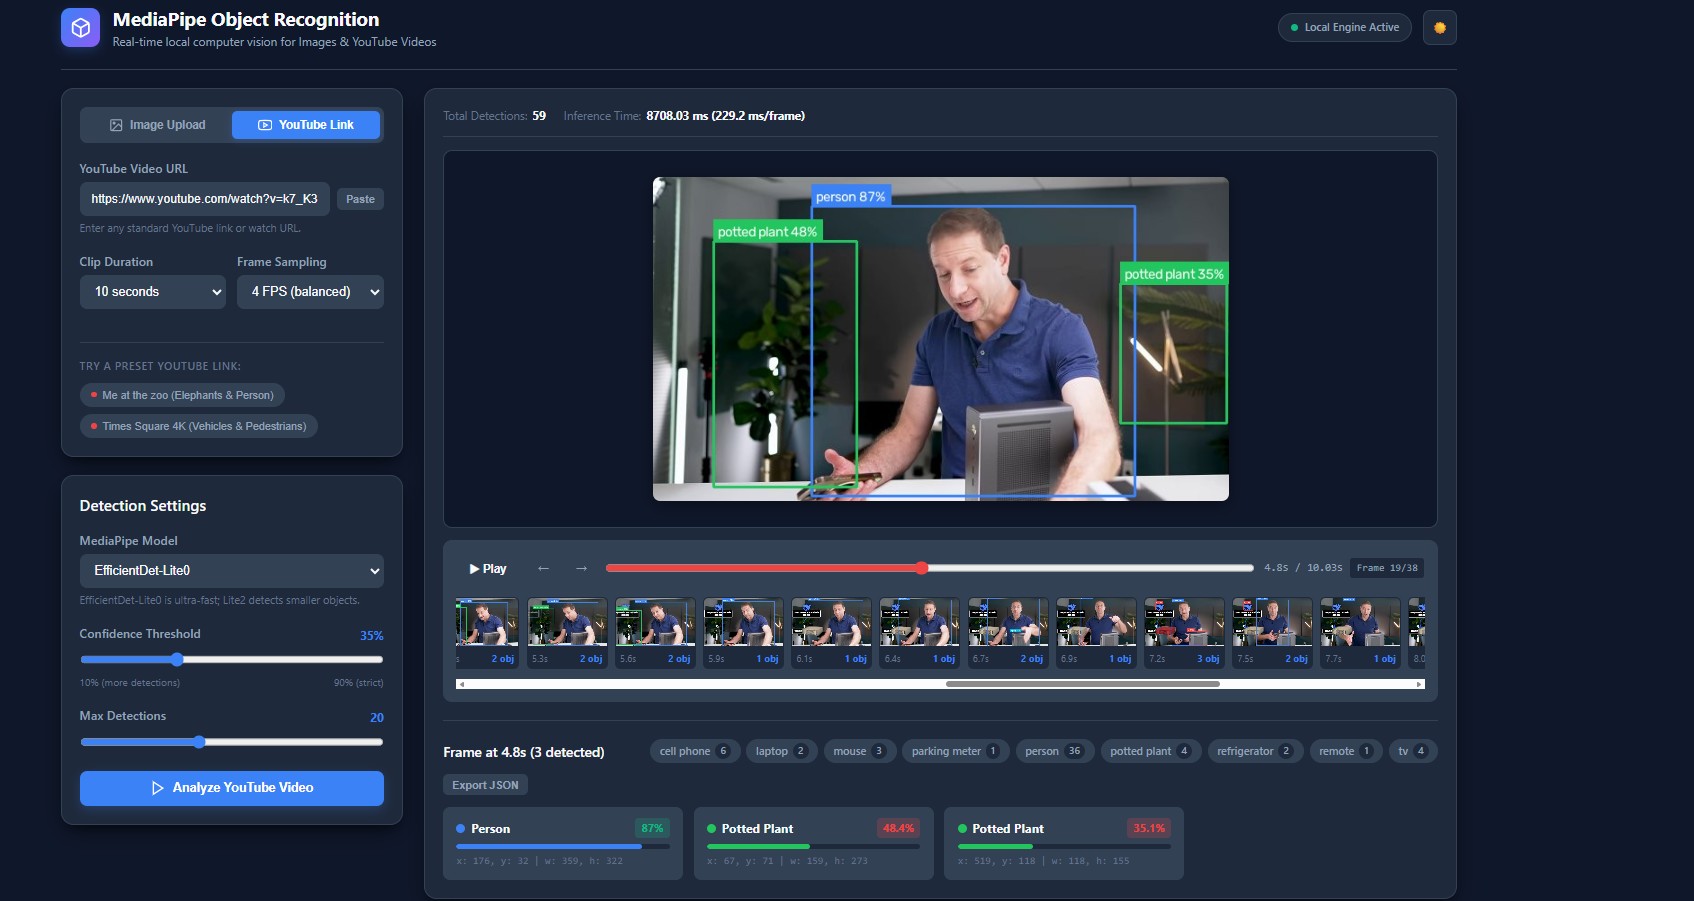 MediaPipe Object Recognition
Real-time local computer vision for Images & YouTube Videos
Local Engine Active
Image Upload
YouTube Link
YouTube Video URL
https://www.youtube.com/watch?v=k7_K3
Paste
Enter any standard YouTube link or watch URL.
Clip Duration
Frame Sampling
10 seconds
4 FPS (balanced)
TRY A PRESET YOUTUBE LINK:
Me at the zoo (Elephants & Person)
Times Square 4K (Vehicles & Pedestrians)
Detection Settings
MediaPipe Model
EfficientDet-Lite0
EfficientDet-Lite0 is ultra-fast; Lite2 detects smaller objects.
Confidence Threshold
35%
10% (more detections)
90% (strict)
Max Detections
20
Analyze YouTube Video
Total Detections: 59
Inference Time: 8708.03 ms (229.2 ms/frame)
person 87%
potted plant 48%
potted plant 35%
Play
← →
4.8s / 10.03s
Frame 19/38
s 2 obj
5.3s 2 obj
5.6s 2 obj
5.9s 1 obj
6.1s 1 obj
6.4s 1 obj
6.7s 2 obj
6.9s 1 obj
7.2s 3 obj
7.5s 2 obj
7.7s 1 obj
8.0
Frame at 4.8s (3 detected)
cell phone 6
laptop 2
mouse 3
parking meter 1
person 36
potted plant 4
refrigerator 2
remote 1
tv 4
Export JSON
Person 87%
x: 176, y: 32 | w: 359, h: 322
Potted Plant 48.4%
x: 67, y: 71 | w: 159, h: 273
Potted Plant 35.1%
x: 519, y: 118 | w: 118, h: 155